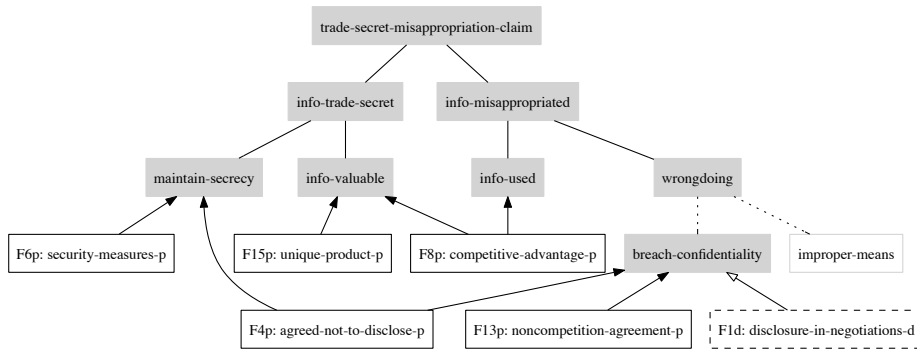 trade-secret-misappropriation-claim
info-trade-secret
info-misappropriated
maintain-secrecy
info-valuable
info-used
wrongdoing
F6p: security-measures-p
F15p: unique-product-p
F8p: competitive-advantage-p
breach-confidentiality
improper-means
F4p: agreed-not-to-disclose-p
F13p: noncompetition-agreement-p
F1d: disclosure-in-negotiations-d